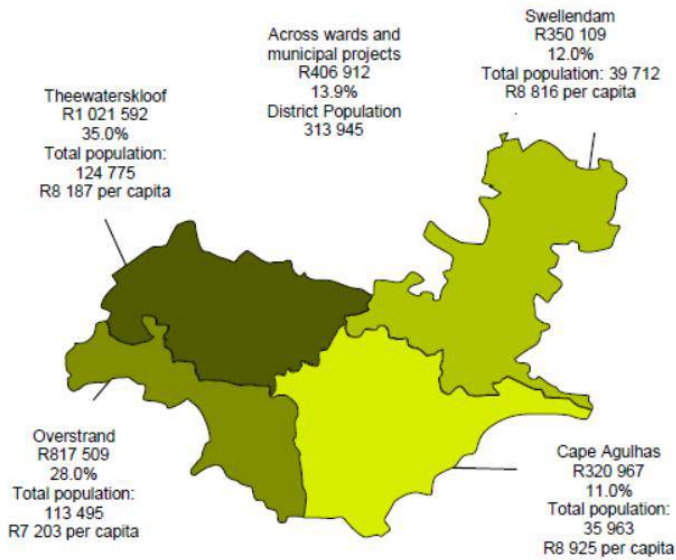 Across wards and
municipal projects
R406 912
13.9%
District Population
313 945
Swellendam
R350 109
12.0%
Total population: 39 712
R8 816 per capita
Theewaterskloof
R1 021 592
35.0%
Total population:
124 775
R8 187 per capita
Overstrand
R817 509
28.0%
Total population:
113 495
R7 203 per capita
Cape Agulhas
R320 967
11.0%
Total population:
35 963
R8 925 per capita